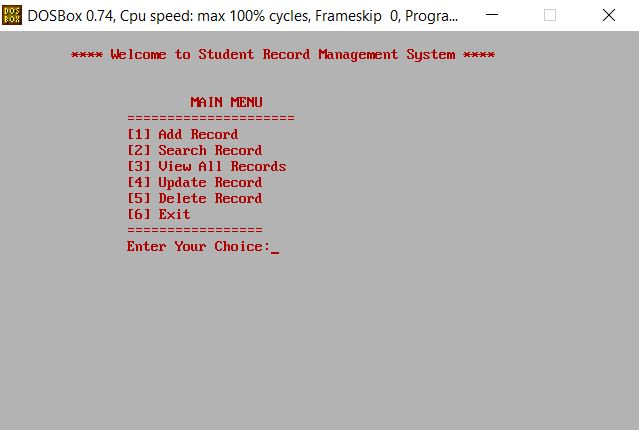 DOS BOX
DOSBox 0.74, Cpu speed: max 100% cycles, Frameskip 0, Progra...
**** Welcome to Student Record Management System ****
MAIN MENU
=====================
[1] Add Record
[2] Search Record
[3] View All Records
[4] Update Record
[5] Delete Record
[6] Exit
=================
Enter Your Choice:_